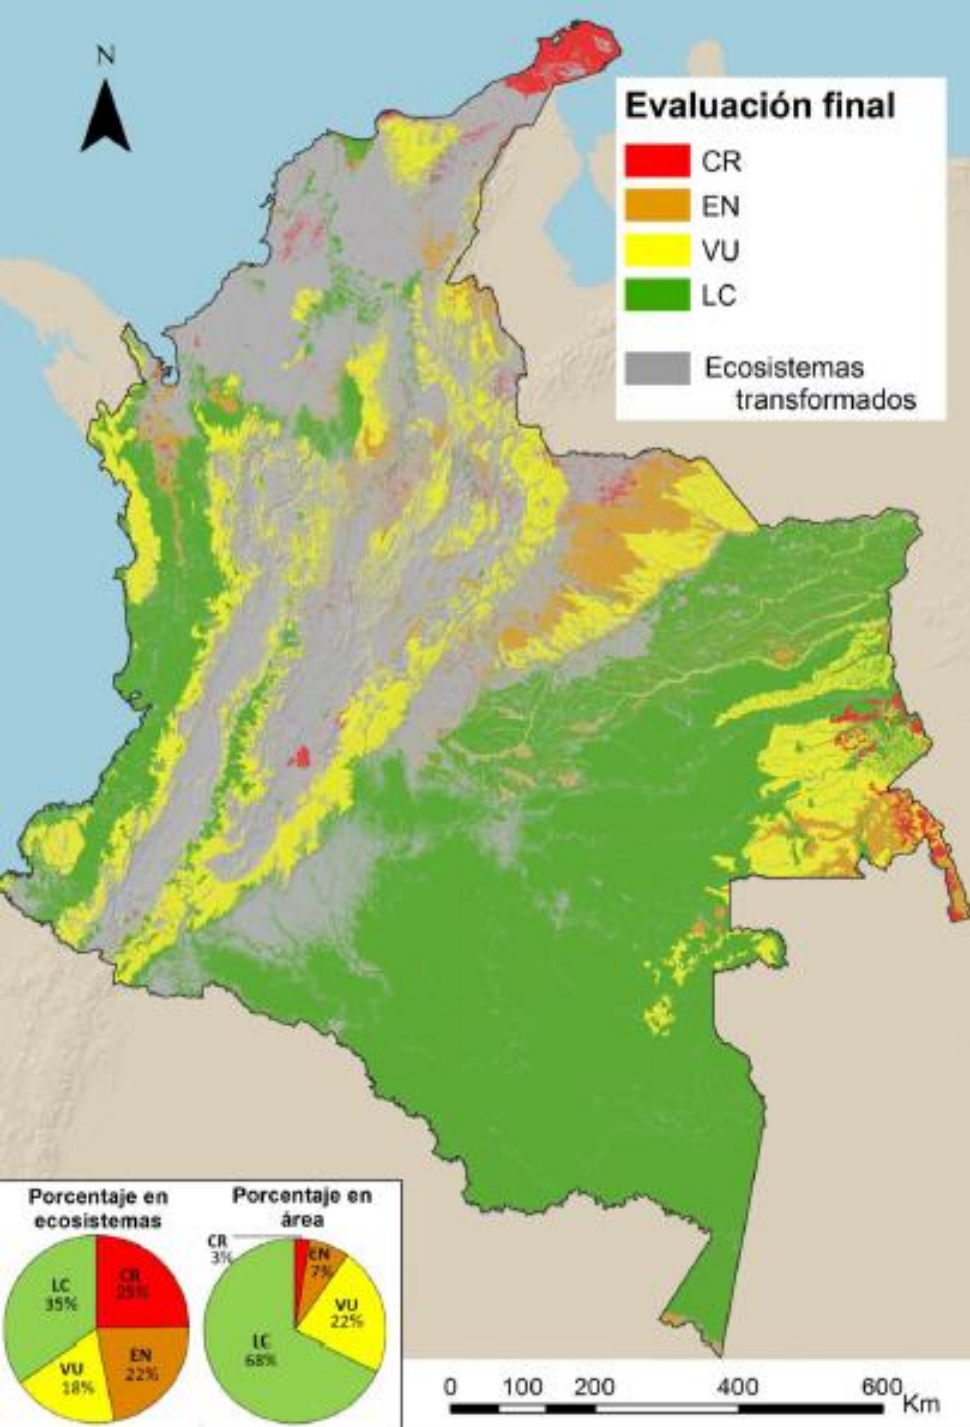 N
Evaluación final
CR
EN
VU
LC
Ecosistemas
transformados
Porcentaje en
ecosistemas
LC
35%
CR
25%
VU
18%
EN
22%
Porcentaje en
área
CR
3%
EN
7%
VU
22%
LC
68%
0 100 200 400 600 Km